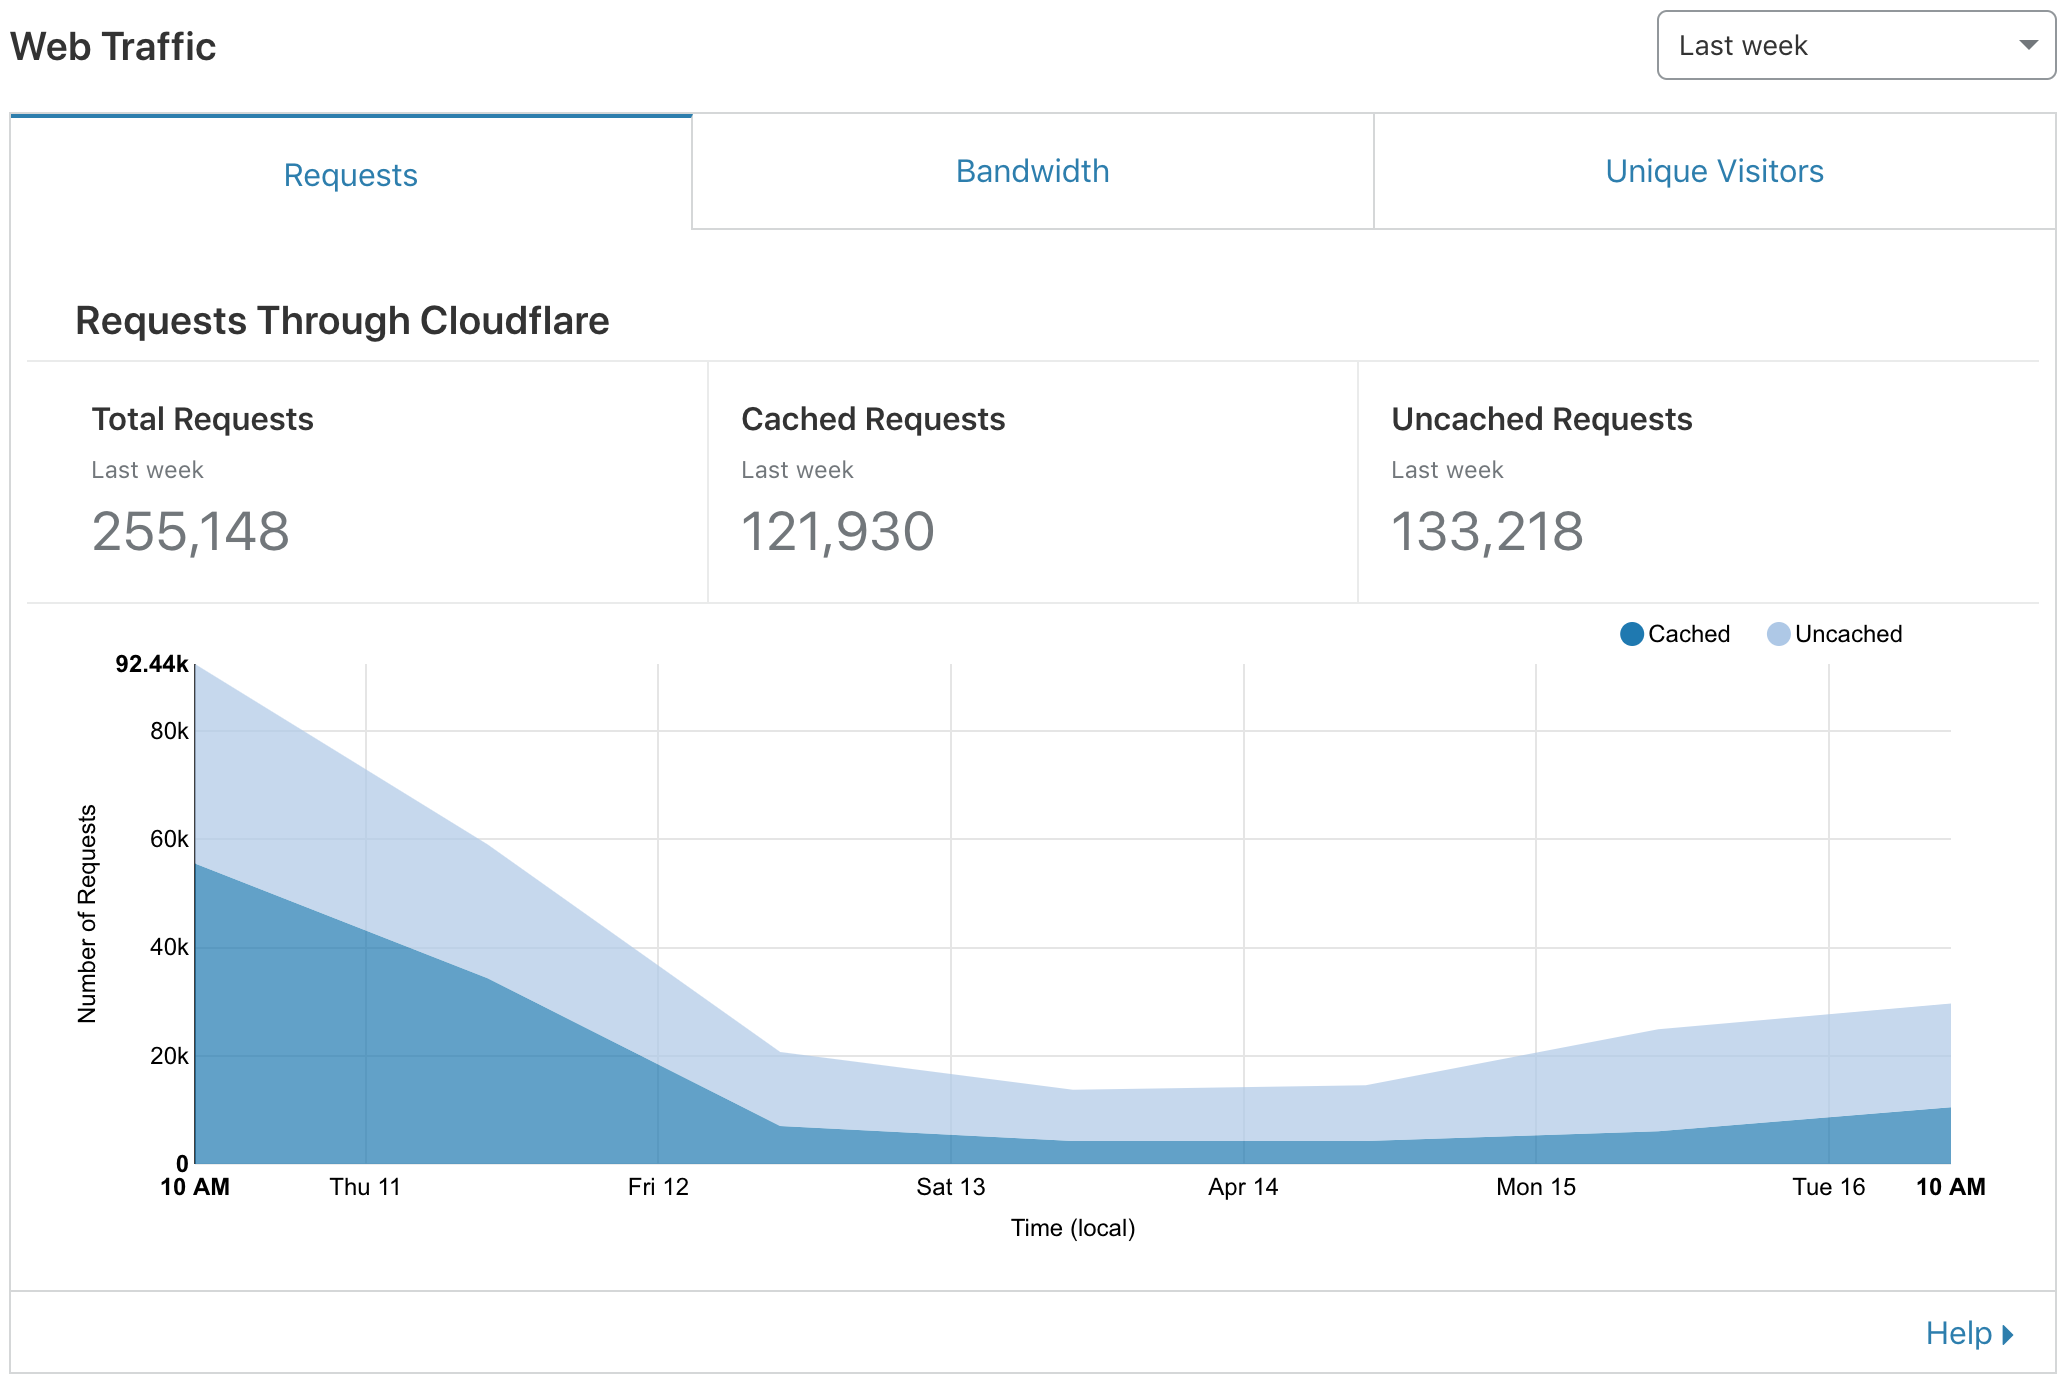 Web Traffic
Last week
Requests
Bandwidth
Unique Visitors
Requests Through Cloudflare
Total Requests
Last week
255,148
Cached Requests
Last week
121,930
Uncached Requests
Last week
133,218
Cached
Uncached
92.44k
80k
60k
40k
20k
0
Number of Requests
10 AM
Thu 11
Fri 12
Sat 13
Apr 14
Mon 15
Tue 16
10 AM
Time (local)
Help